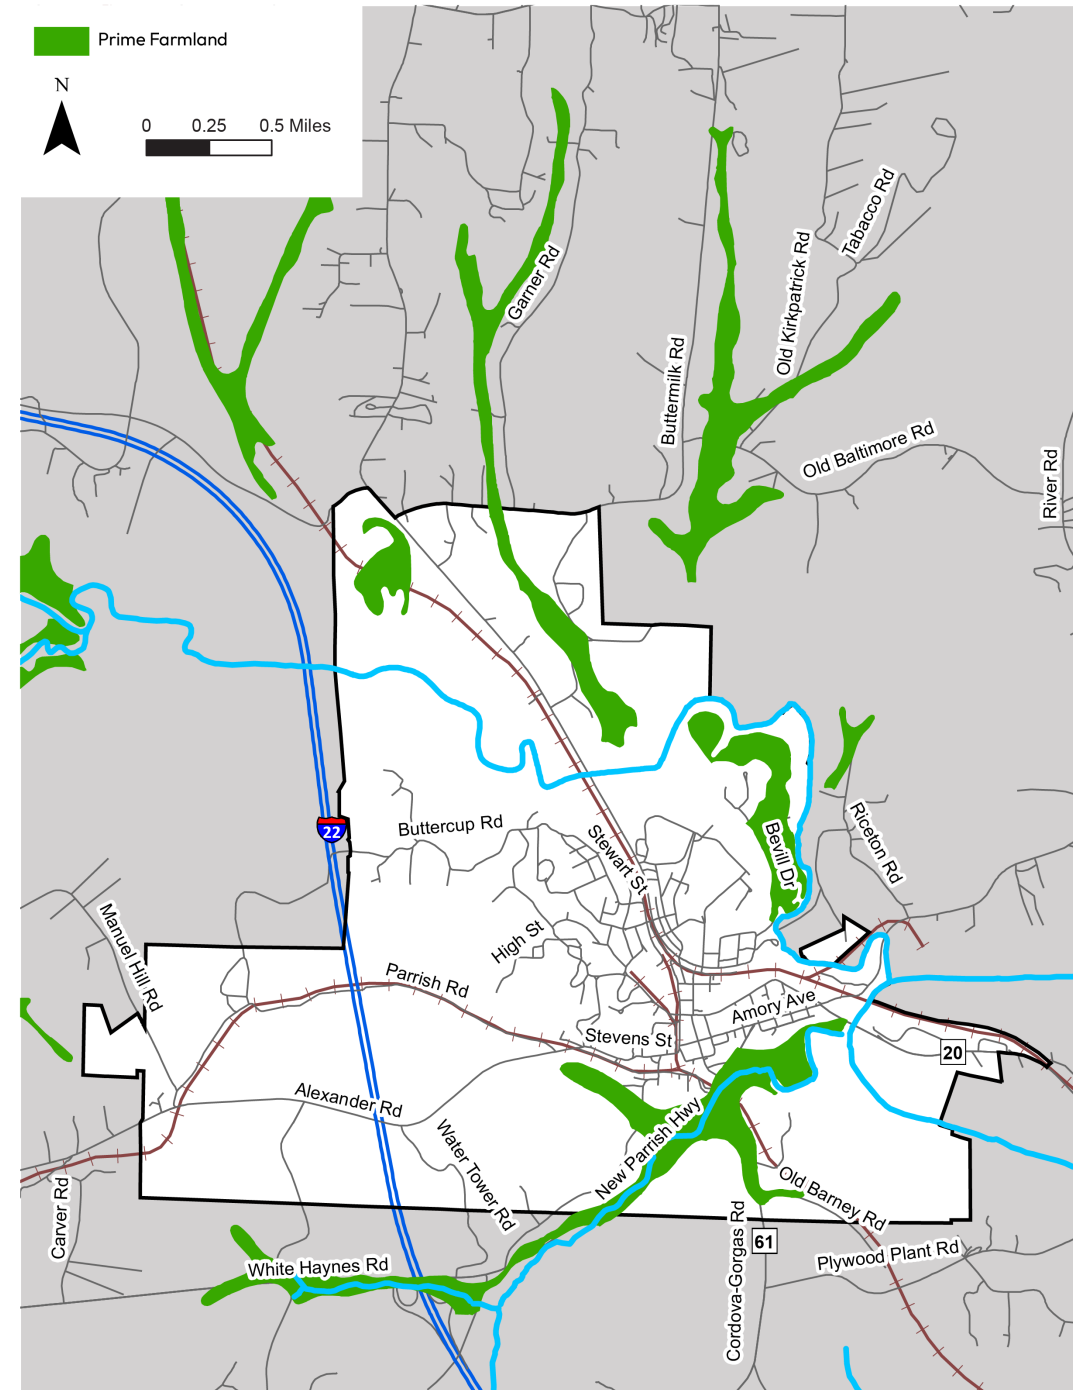 Prime Farmland
N
0 0.25 0.5 Miles
Tabacco Rd
Garner Rd
Old Kirkpatrick Rd
Buttermilk Rd
Old Baltimore Rd
River Rd
22
Buttercup Rd
Stewart St
Bevill Dr
Riceton Rd
Manuel Hill Rd
High St
Parrish Rd
Amory Ave
Stevens St
20
Alexander Rd
Water Tower Rd
New Parrish Hwy
Old Barney Rd
Carver Rd
White Haynes Rd
Cordova-Gorgas Rd
61
Plywood Plant Rd